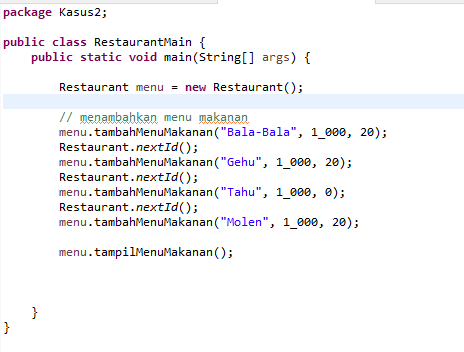 package Kasus2;
public class RestaurantMain {
public static void main(String[] args) {
Restaurant menu = new Restaurant();
// menambahkan menu makanan
menu.tambahMenuMakanan("Bala-Bala", 1_000, 20);
Restaurant.nextId();
menu.tambahMenuMakanan("Gehu", 1_000, 20);
Restaurant.nextId();
menu.tambahMenuMakanan("Tahu", 1_000, 0);
Restaurant.nextId();
menu.tambahMenuMakanan("Molen", 1_000, 20);
menu.tampilMenuMakanan();
}
}